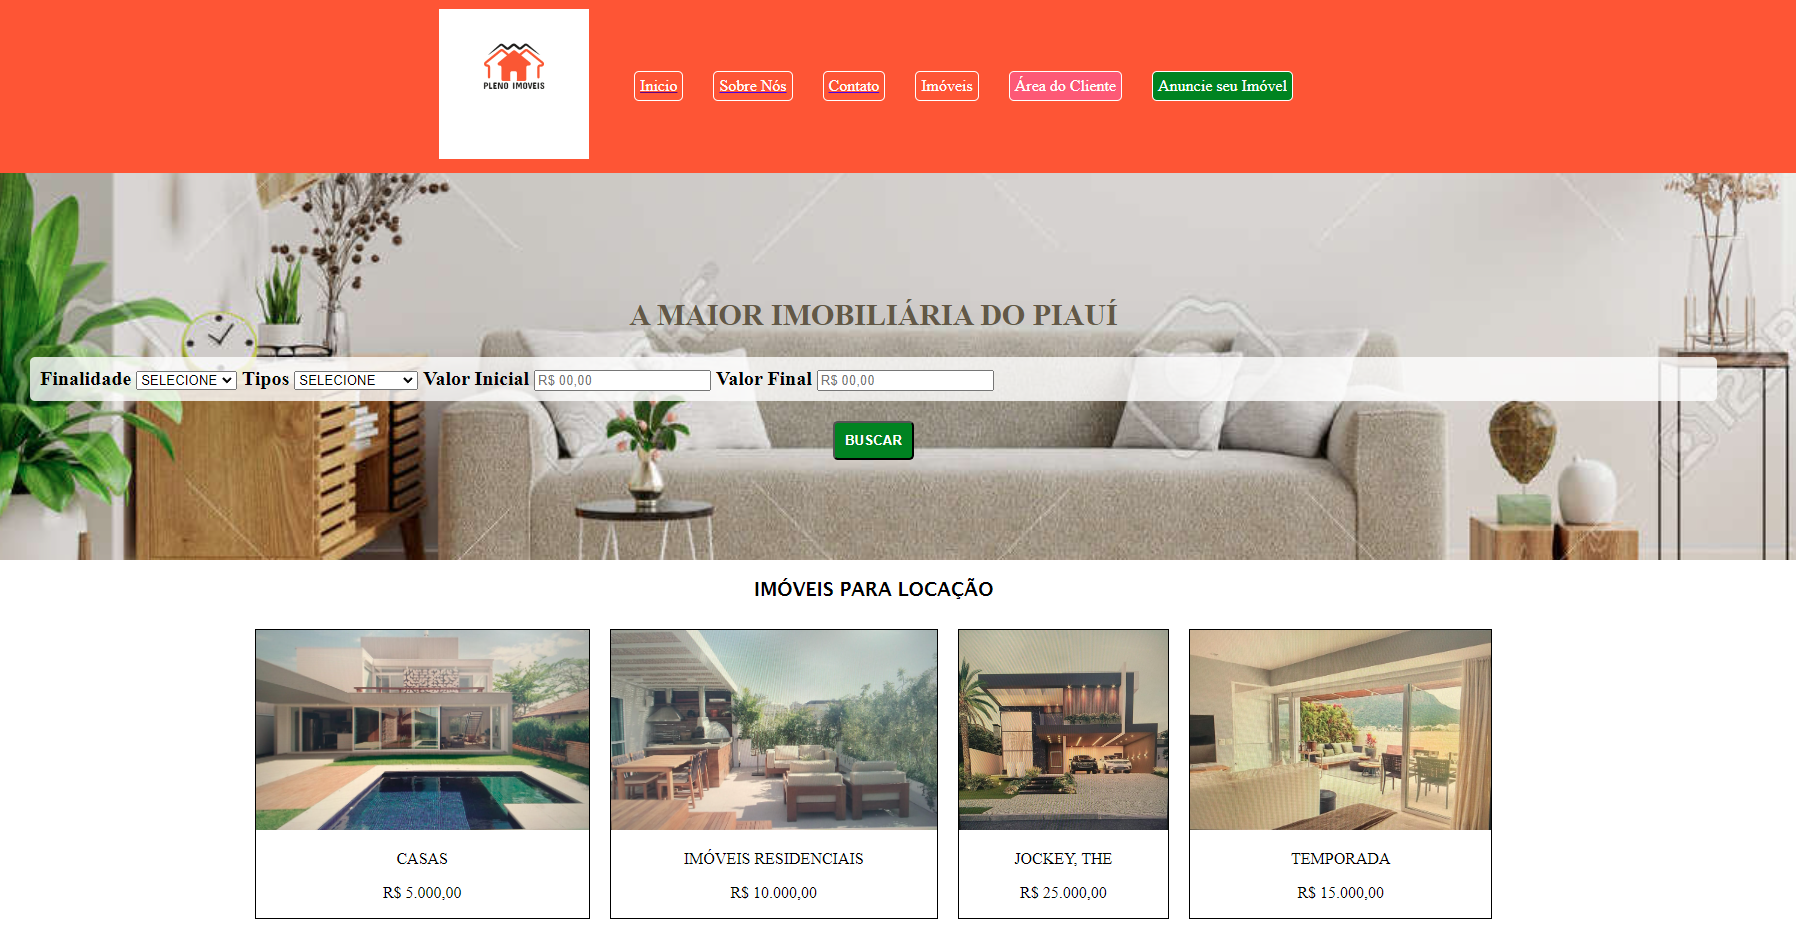 PLENO IMOVEIS
Inicio Sobre Nós Contato Imóveis Área do Cliente Anuncie seu Imóvel
A MAIOR IMOBILIÁRIA DO PIAUÍ
Finalidade SELECIONE Tipos SELECIONE Valor Inicial R$ 00,00 Valor Final R$ 00,00
BUSCAR
IMÓVEIS PARA LOCAÇÃO
CASAS
R$ 5.000,00
IMÓVEIS RESIDENCIAIS
R$ 10.000,00
JOCKEY, THE
R$ 25.000,00
TEMPORADA
R$ 15.000,00